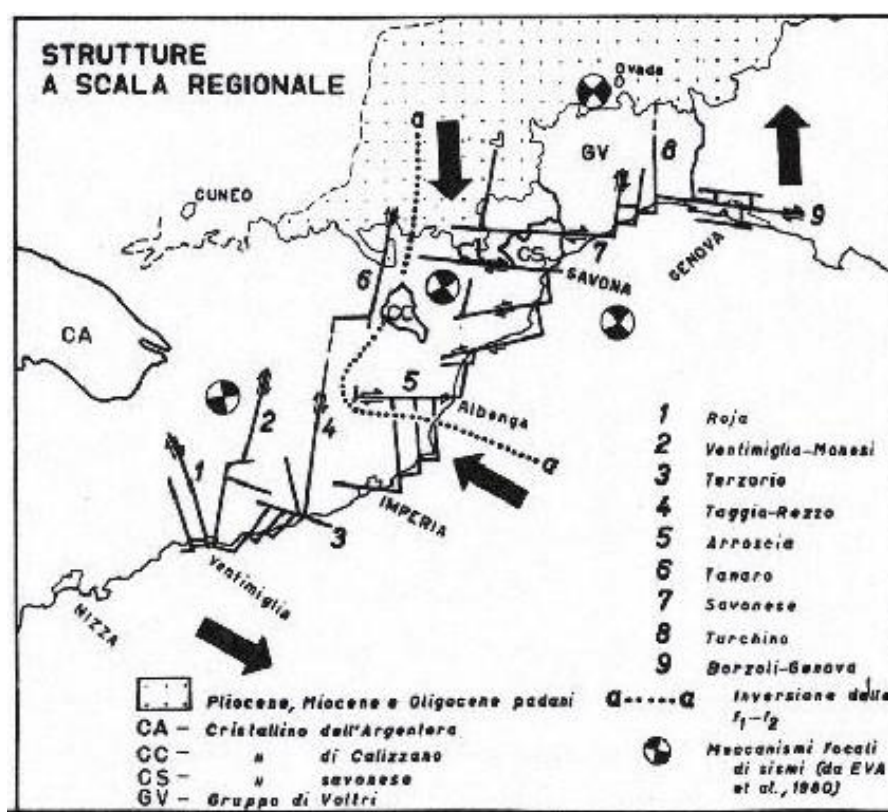 STRUTTURE
A SCALA REGIONALE
Ovada
a
GV
8
CUNEO
9
6
7
CS
SAVONA
GENOVA
CC
CA
5
Albenga
2
4
1
a
IMPERIA
3
Ventimiglia
NIZZA
1 Roja
2 Ventimiglia-Monesi
3 Terzorio
4 Taggia-Rezzo
5 Arroscia
6 Tanaro
7 Savonese
8 Turchino
9 Borzoli-Genova
a a Inversione delle
F1-F2
Meccanismi focali
di sismi (da EVA
et al., 1980)
Pliocene, Miocene e Oligocene padani
CA - Cristallino dell'Argentera
CC - " di Calizzano
CS - " savonese
GV - Gruppo di Voltri